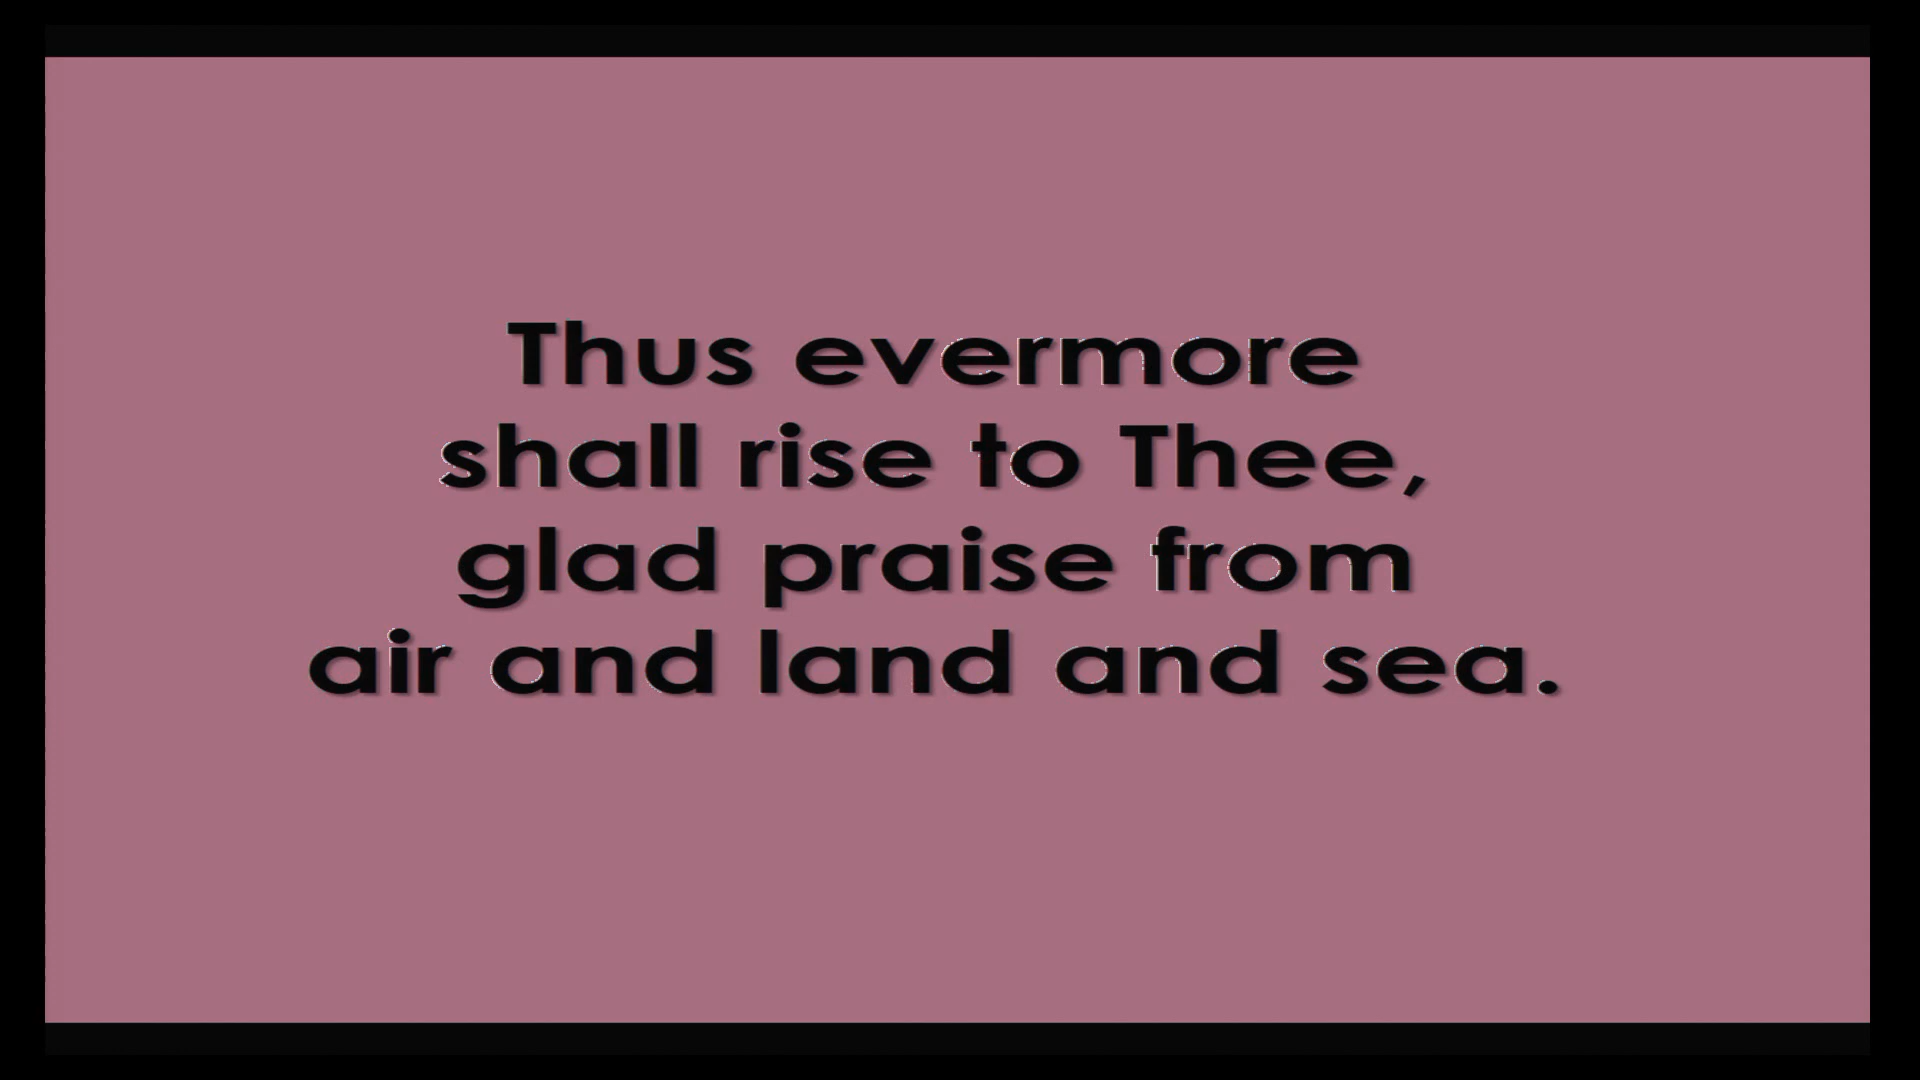 Thus evermore
shall rise to Thee,
glad praise from
air and land and sea.